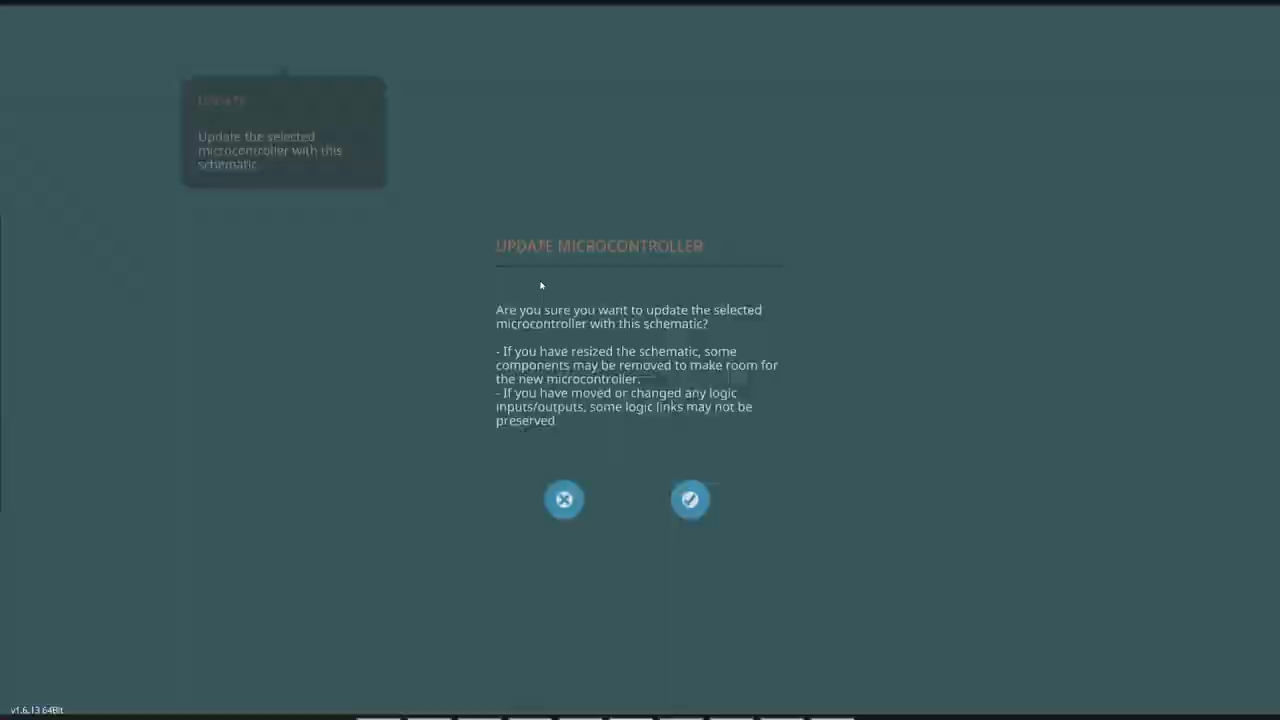 UPDATE
Update the selected
microcontroller with this
schematic
UPDATE MICROCONTROLLER
Are you sure you want to update the selected
microcontroller with this schematic?
- If you have resized the schematic, some
components may be removed to make room for
the new microcontroller.
- If you have moved or changed any logic
inputs/outputs, some logic links may not be
preserved
v1.6.13 64Bit